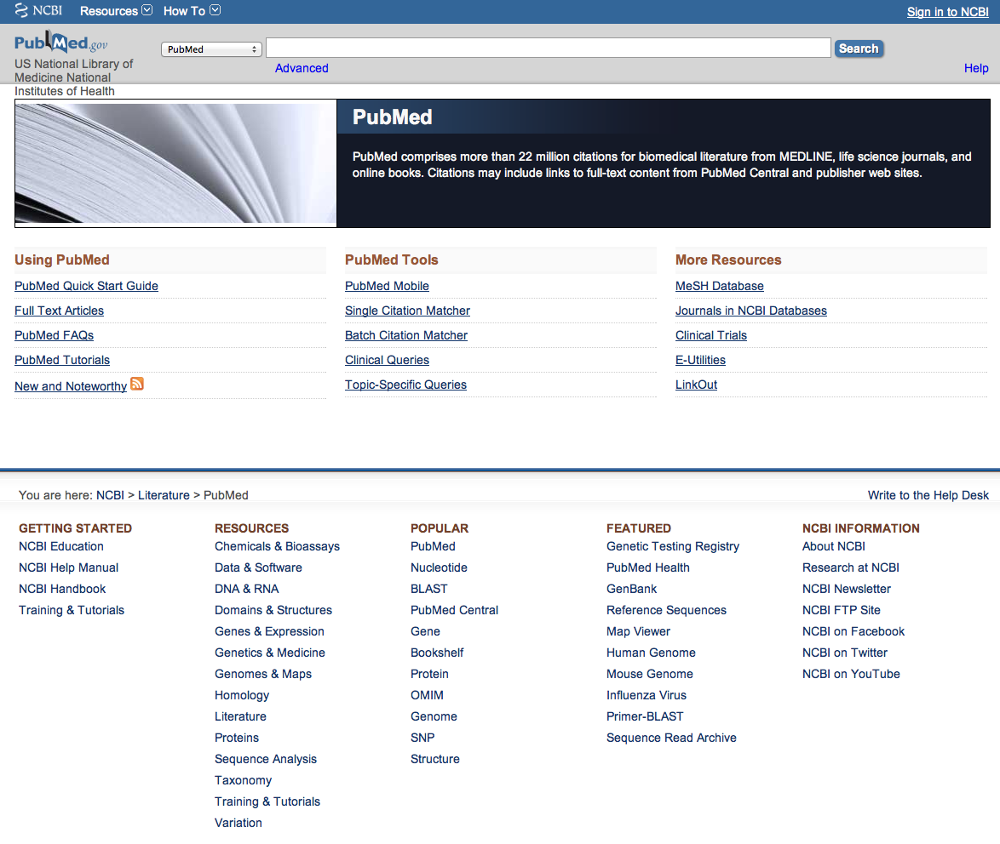 NCBI Resources How To Sign in to NCBI
PubMed.gov
US National Library of
Medicine National
Institutes of Health
PubMed Search
Advanced Help
PubMed
PubMed comprises more than 22 million citations for biomedical literature from MEDLINE, life science journals, and
online books. Citations may include links to full-text content from PubMed Central and publisher web sites.
Using PubMed
PubMed Quick Start Guide
Full Text Articles
PubMed FAQs
PubMed Tutorials
New and Noteworthy
PubMed Tools
PubMed Mobile
Single Citation Matcher
Batch Citation Matcher
Clinical Queries
Topic-Specific Queries
More Resources
MeSH Database
Journals in NCBI Databases
Clinical Trials
E-Utilities
LinkOut
You are here: NCBI > Literature > PubMed Write to the Help Desk
GETTING STARTED
NCBI Education
NCBI Help Manual
NCBI Handbook
Training & Tutorials
RESOURCES
Chemicals & Bioassays
Data & Software
DNA & RNA
Domains & Structures
Genes & Expression
Genetics & Medicine
Genomes & Maps
Homology
Literature
Proteins
Sequence Analysis
Taxonomy
Training & Tutorials
Variation
POPULAR
PubMed
Nucleotide
BLAST
PubMed Central
Gene
Bookshelf
Protein
OMIM
Genome
SNP
Structure
FEATURED
Genetic Testing Registry
PubMed Health
GenBank
Reference Sequences
Map Viewer
Human Genome
Mouse Genome
Influenza Virus
Primer-BLAST
Sequence Read Archive
NCBI INFORMATION
About NCBI
Research at NCBI
NCBI Newsletter
NCBI FTP Site
NCBI on Facebook
NCBI on Twitter
NCBI on YouTube